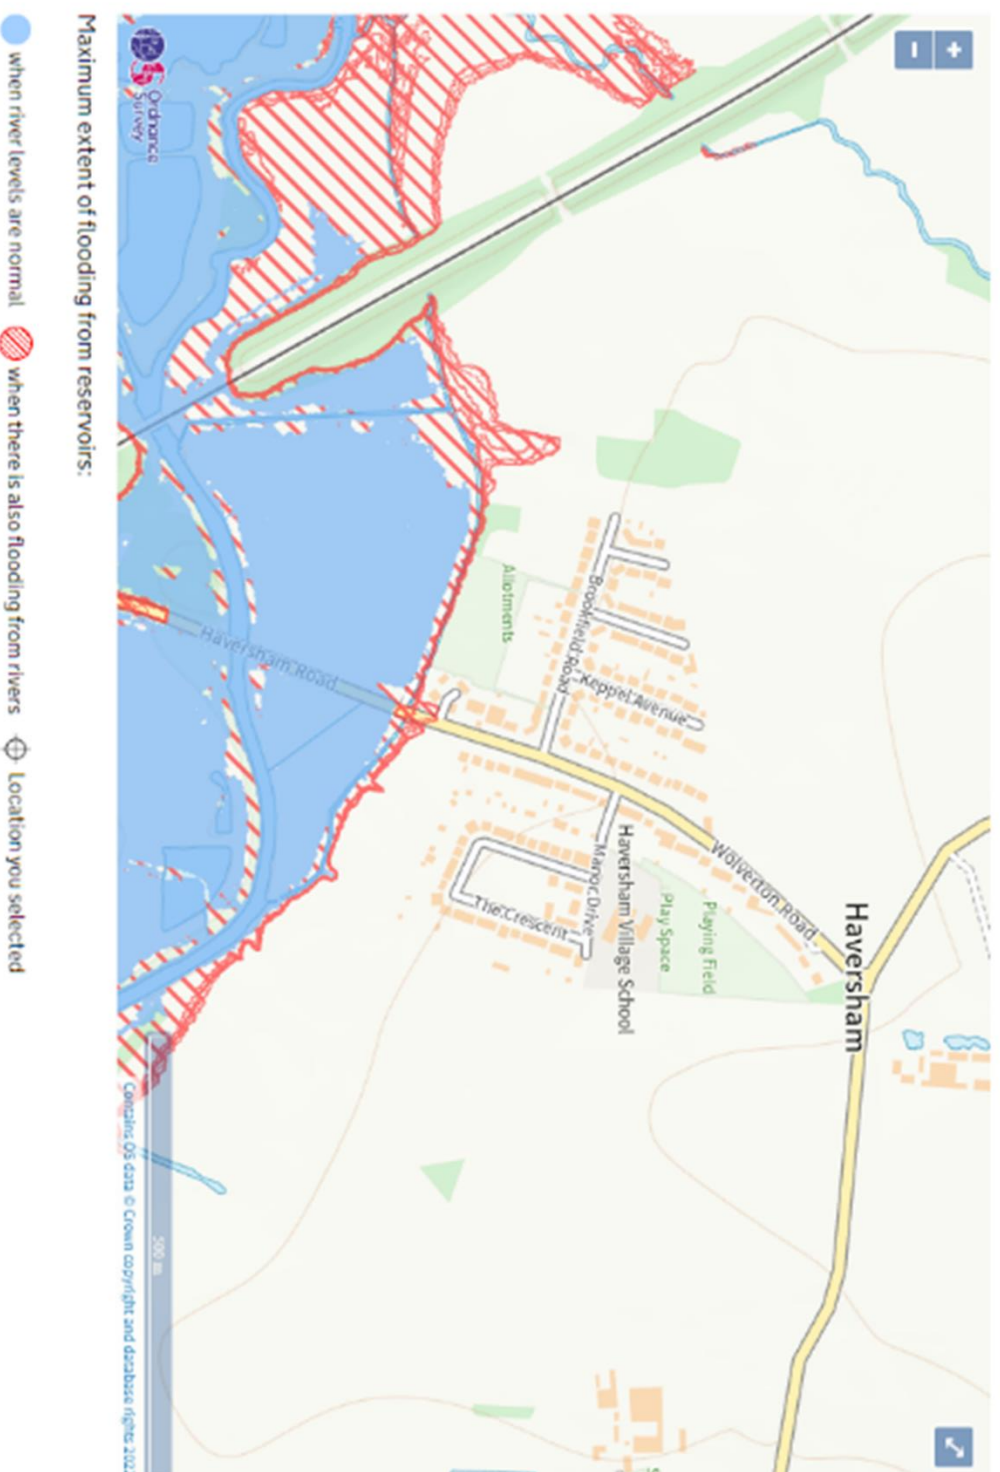 +
−
Haversham
Wolverton Road
Playing Field
Play Space
Haversham Village School
Manor Drive
The Crescent
Keppel Avenue
Brookfield Road
Road
Allotments
Haversham Road
500 m
Ordnance
Survey
Contains OS data © Crown copyright and database rights 202
Maximum extent of flooding from reservoirs:
when river levels are normal when there is also flooding from rivers Location you selected